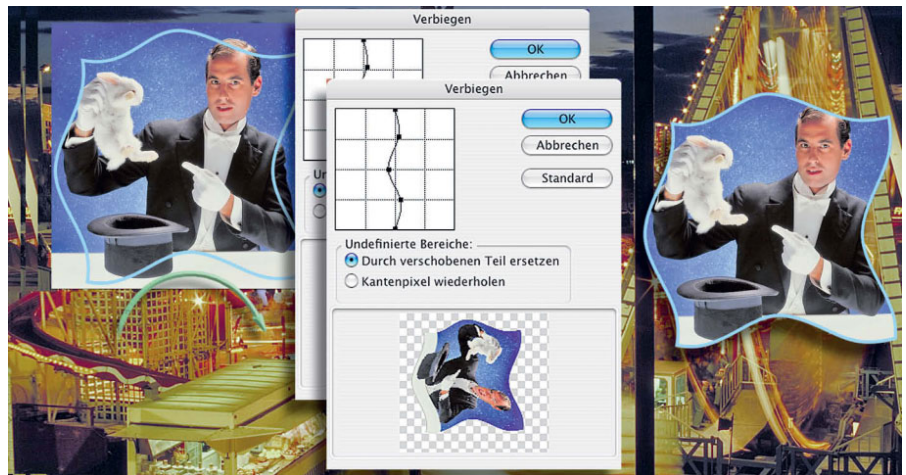 Verbiegen
OK
Abbrechen
Verbiegen
OK
Abbrechen
Standard
Undefinierte Bereiche:
Durch verschobenen Teil ersetzen
Kantenpixel wiederholen